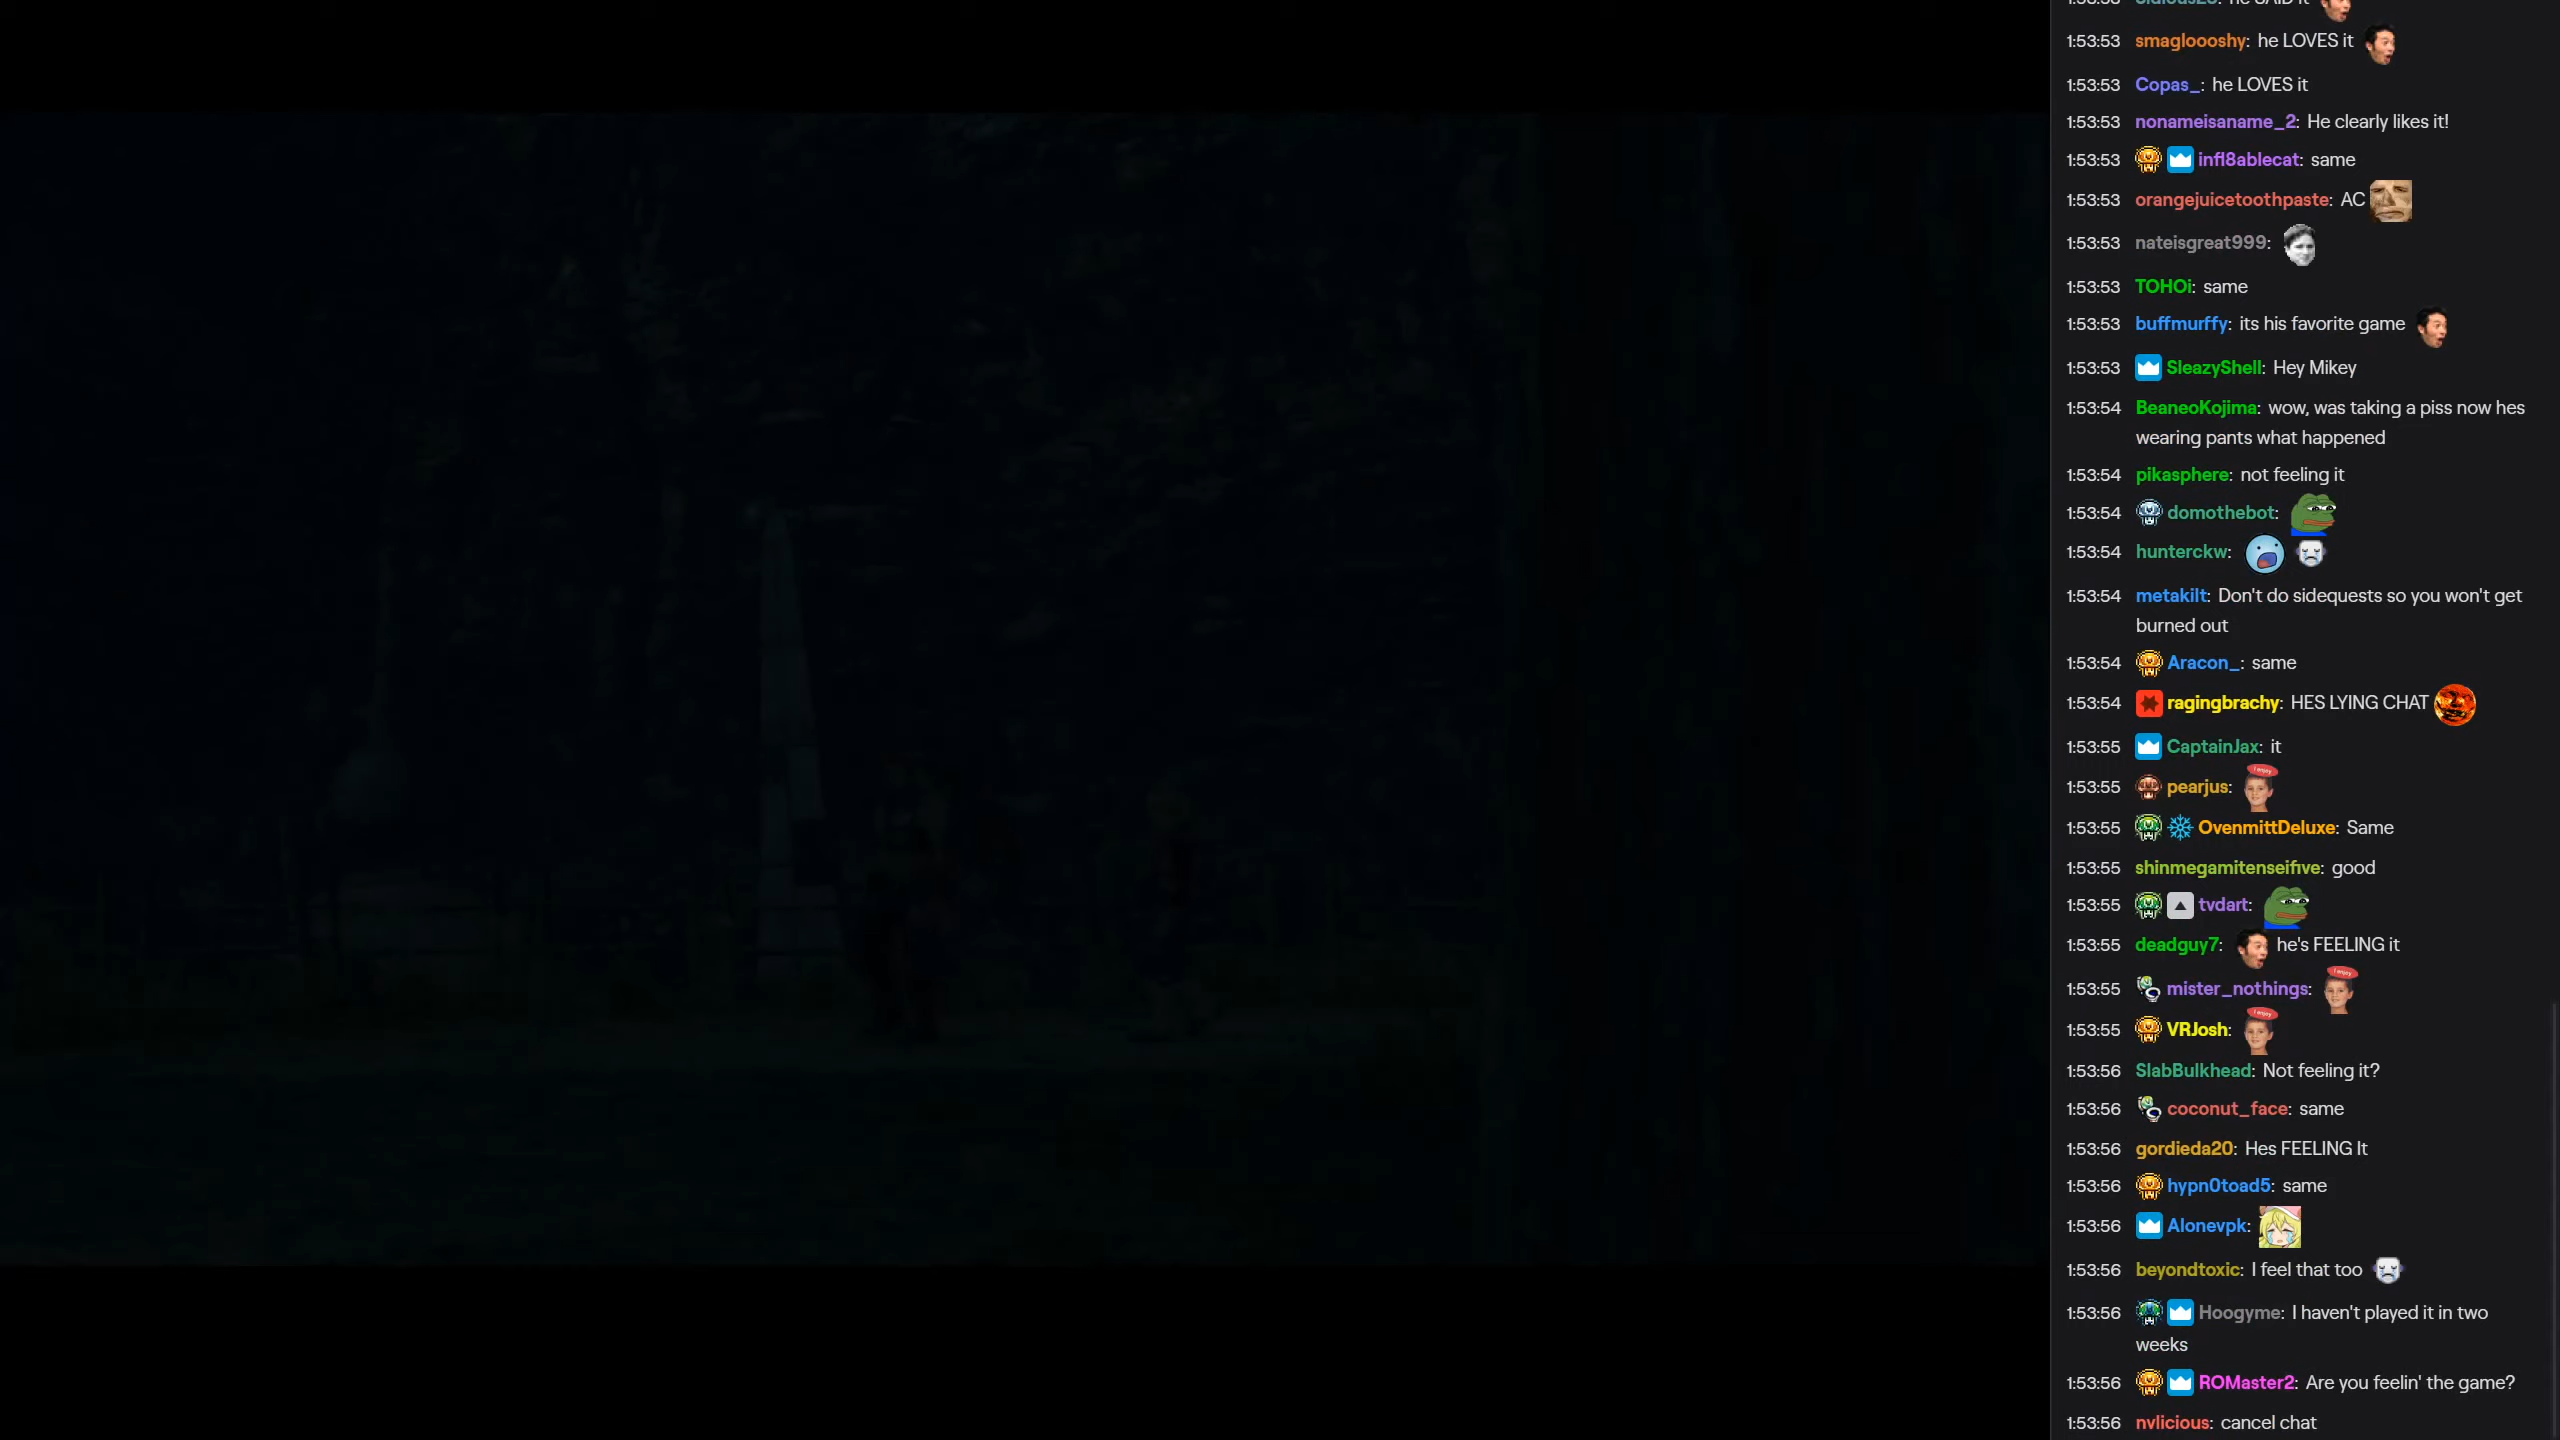 1:53:53 smagloooshy: he LOVES it
1:53:53 Copas_: he LOVES it
1:53:53 nonameisaname_2: He clearly likes it!
1:53:53 infl8ablecat: same
1:53:53 orangejuicetoothpaste: AC
1:53:53 nateisgreat999:
1:53:53 TOHOi: same
1:53:53 buffmurffy: its his favorite game
1:53:53 SleazyShell: Hey Mikey
1:53:54 BeaneoKojima: wow, was taking a piss now hes
wearing pants what happened
1:53:54 pikasphere: not feeling it
1:53:54 domothebot:
1:53:54 hunterckw:
1:53:54 metakilt: Don't do sidequests so you won't get
burned out
1:53:54 Aracon_: same
1:53:54 ragingbrachy: HES LYING CHAT
1:53:55 CaptainJax: it
1:53:55 pearjus:
1:53:55 OvenmittDeluxe: Same
1:53:55 shinmegamitenseifive: good
1:53:55 tvdart:
1:53:55 deadguy7: he's FEELING it
1:53:55 mister_nothings:
1:53:55 VRJosh:
1:53:56 SlabBulkhead: Not feeling it?
1:53:56 coconut_face: same
1:53:56 gordieda20: Hes FEELING It
1:53:56 hypn0toad5: same
1:53:56 Alonevpk:
1:53:56 beyondtoxic: I feel that too
1:53:56 Hoogyme: I haven't played it in two
weeks
1:53:56 ROMaster2: Are you feelin' the game?
1:53:56 nvlicious: cancel chat